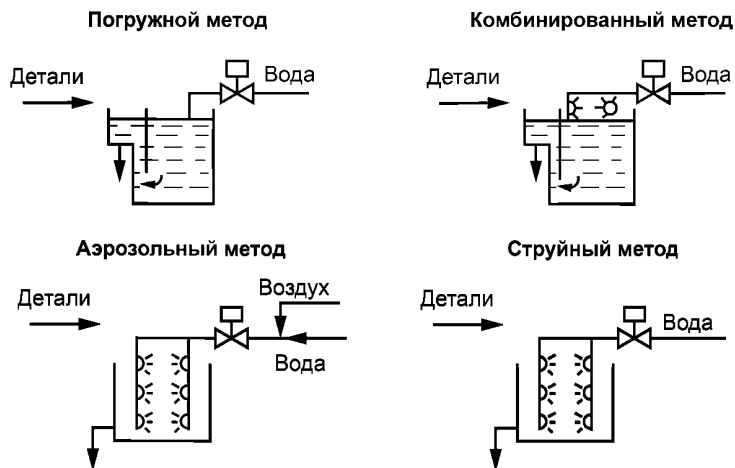 Погружной метод
Комбинированный метод
Детали
Вода
Детали
Вода
Аэрозольный метод
Струйный метод
Детали
Воздух
Вода
Детали
Вода